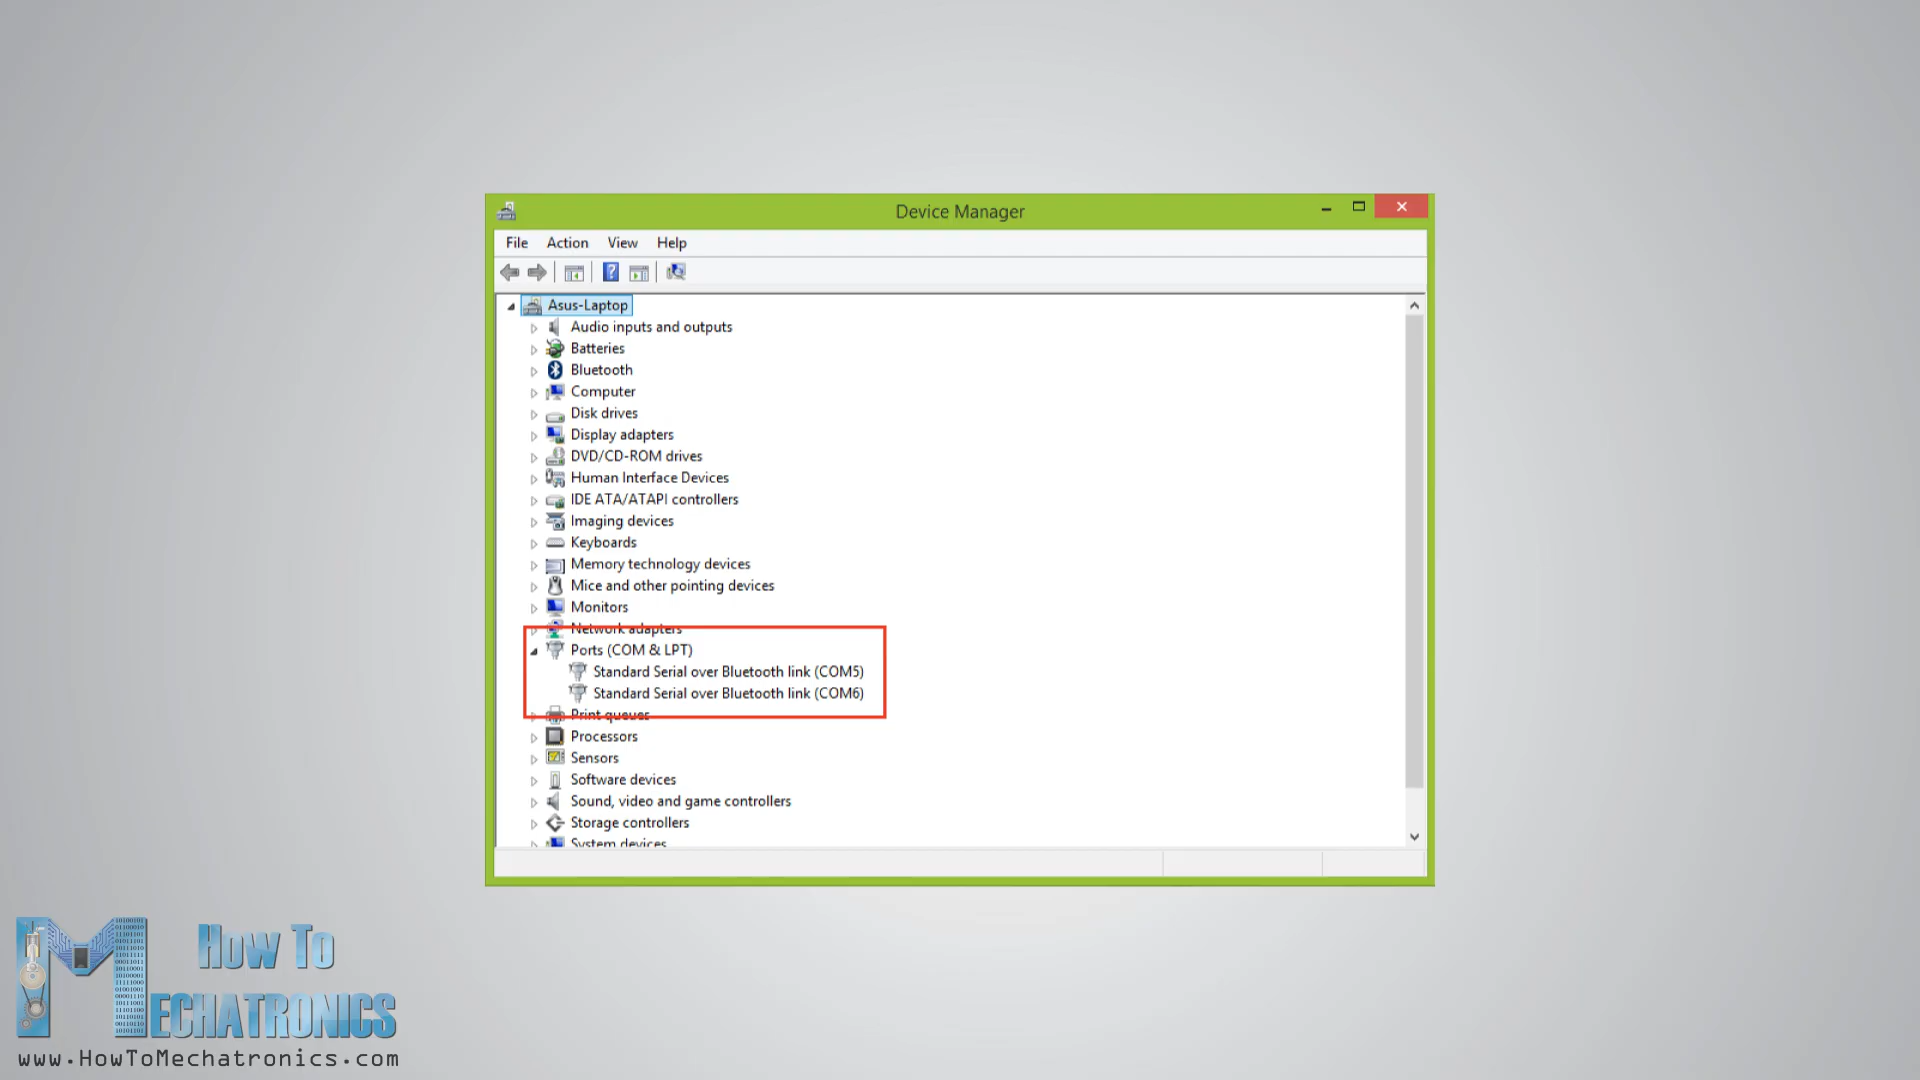 Device Manager
File Action View Help
Asus-Laptop
Audio inputs and outputs
Batteries
Bluetooth
Computer
Disk drives
Display adapters
DVD/CD-ROM drives
Human Interface Devices
IDE ATA/ATAPI controllers
Imaging devices
Keyboards
Memory technology devices
Mice and other pointing devices
Monitors
Network adapters
Ports (COM & LPT)
Standard Serial over Bluetooth link (COM5)
Standard Serial over Bluetooth link (COM6)
Print queues
Processors
Sensors
Software devices
Sound, video and game controllers
Storage controllers
System devices
How To
MECHATRONICS
www.HowToMechatronics.com